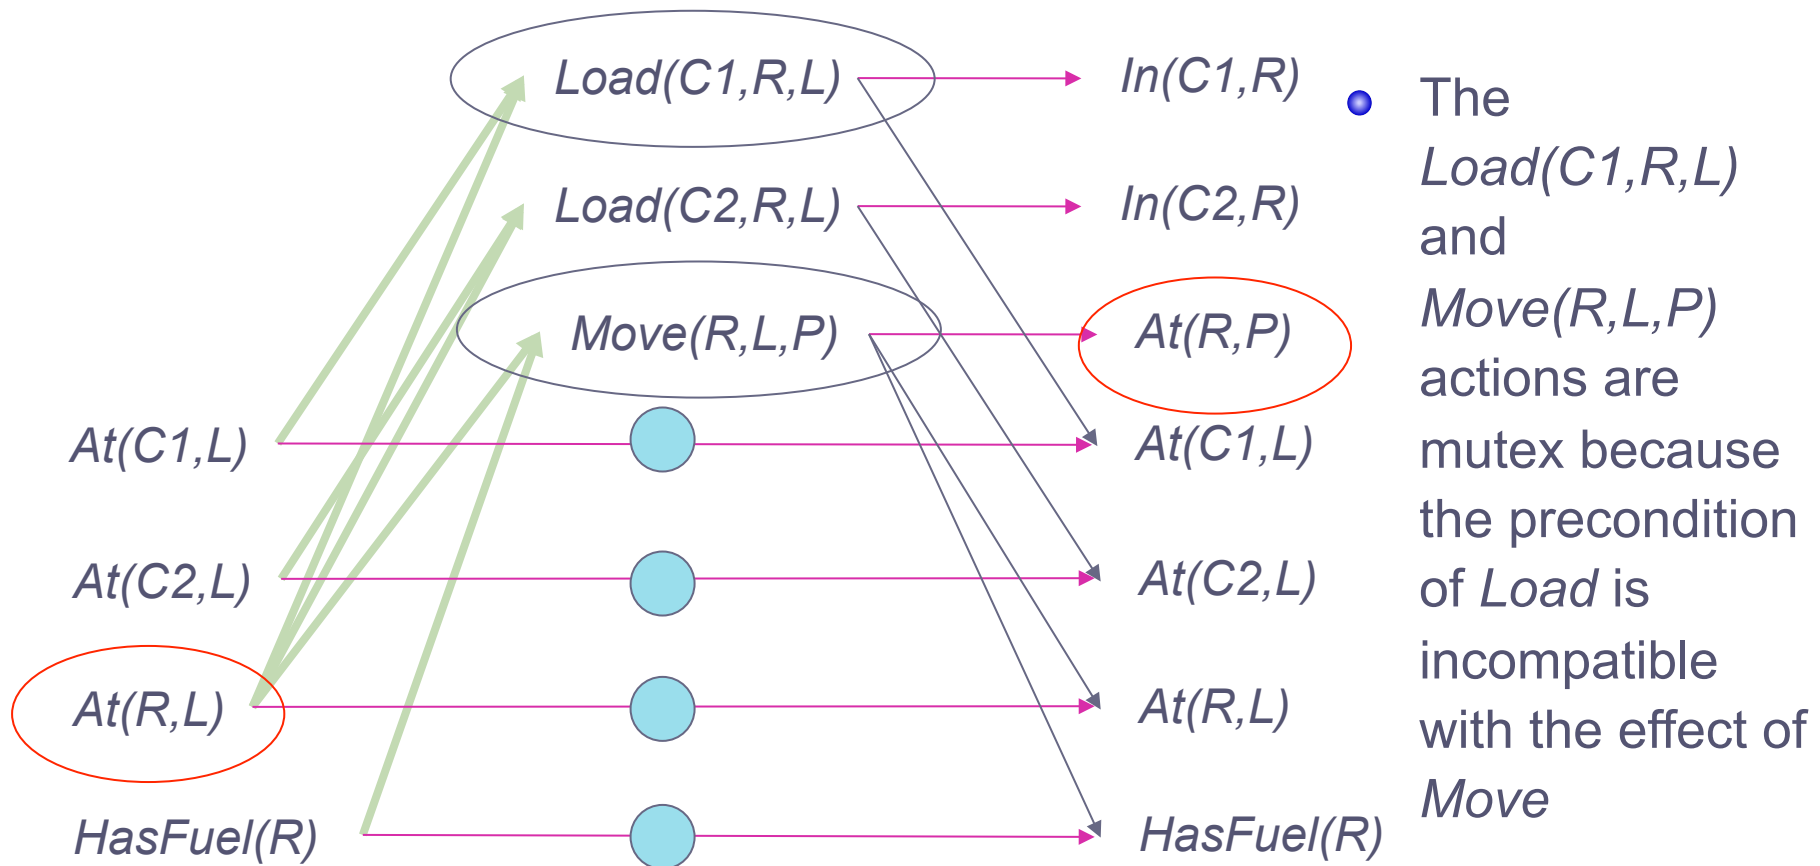 Load(C1,R,L)
Load(C2,R,L)
Move(R,L,P)
At(C1,L)
At(C2,L)
At(R,L)
HasFuel(R)
In(C1,R)
In(C2,R)
At(R,P)
At(C1,L)
At(C2,L)
At(R,L)
HasFuel(R)
The
Load(C1,R,L)
and
Move(R,L,P)
actions are
mutex because
the precondition
of Load is
incompatible
with the effect of
Move